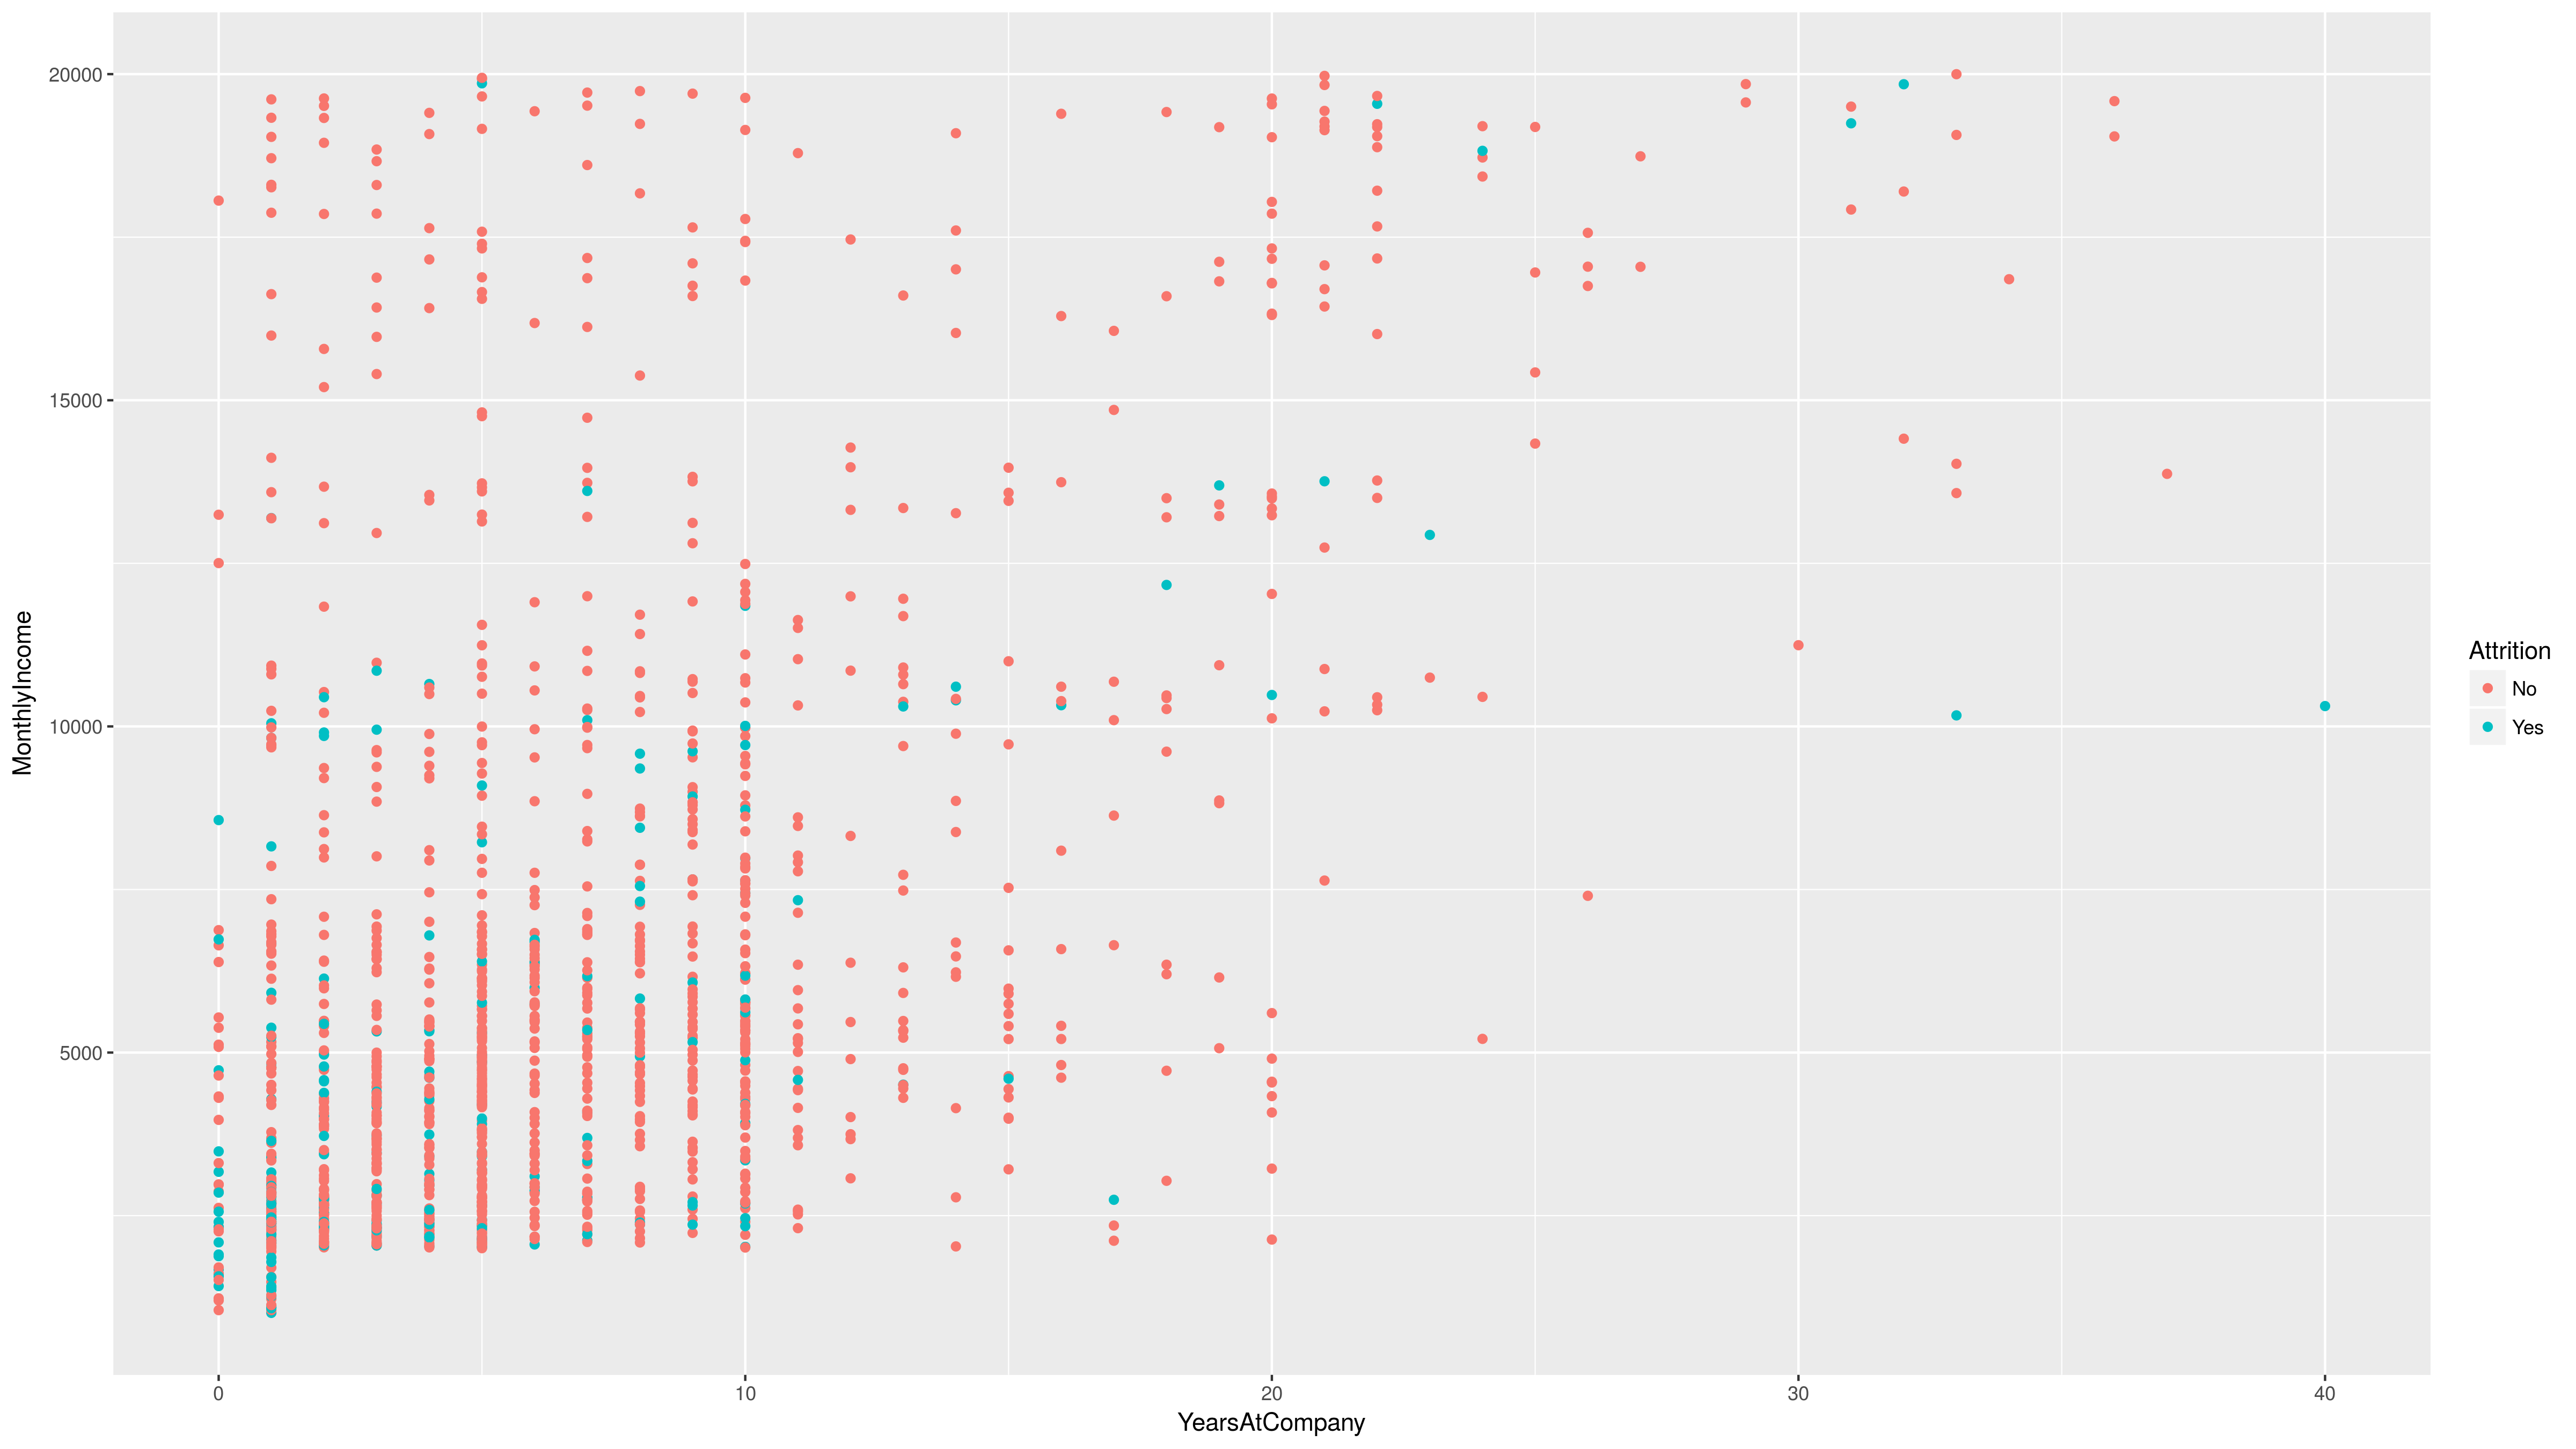 20000
15000
10000
5000
MonthlyIncome
0 10 20 30 40
YearsAtCompany
Attrition
No
Yes